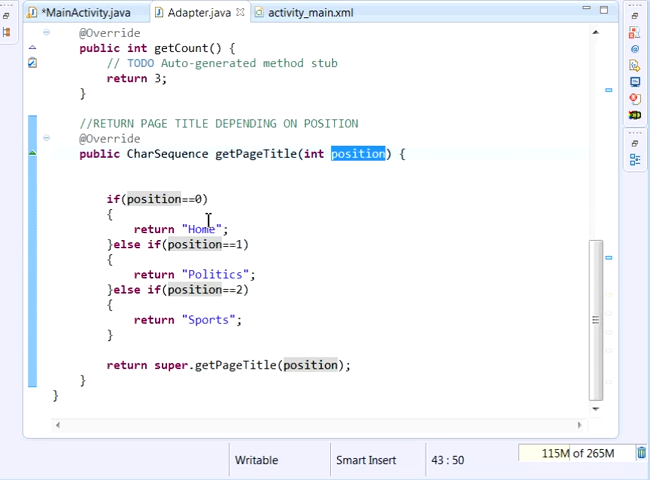 *MainActivity.java Adapter.java activity_main.xml
@Override
public int getCount() {
// TODO Auto-generated method stub
return 3;
}
//RETURN PAGE TITLE DEPENDING ON POSITION
@Override
public CharSequence getPageTitle(int position) {
if(position==0)
{
return "Home";
}else if(position==1)
{
return "Politics";
}else if(position==2)
{
return "Sports";
}
return super.getPageTitle(position);
}
}
Writable Smart Insert 43 : 50 115M of 265M